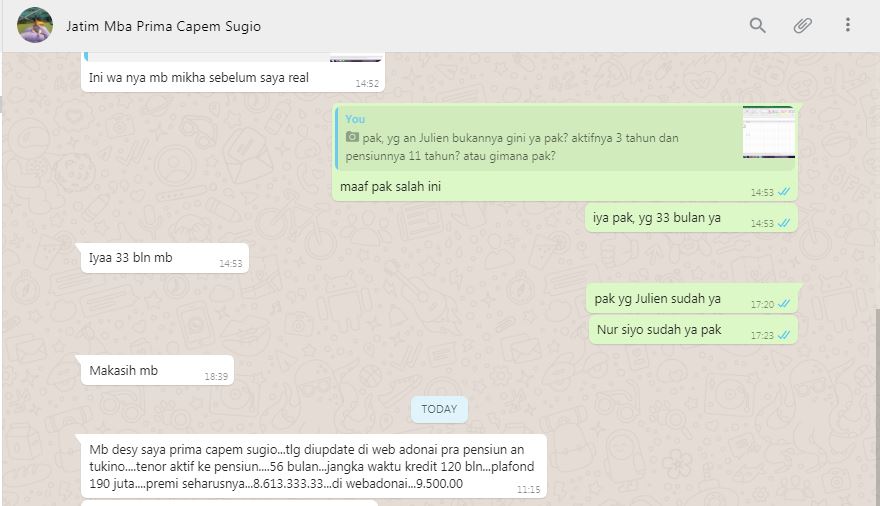 Jatim Mba Prima Capem Sugio
Ini wa nya mb mikha sebelum saya real
14:52
You
pak, yg an Julien bukannya gini ya pak? aktifnya 3 tahun dan
pensiunnya 11 tahun? atau gimana pak?
maaf pak salah ini
14:53
iya pak, yg 33 bulan ya
14:53
Iyaa 33 bln mb
14:53
pak yg Julien sudah ya
17:20
Nur siyo sudah ya pak
17:23
Makasih mb
18:39
TODAY
Mb desy saya prima capem sugio...tlg diupdate di web adonai pra pensiun an
tukino....tenor aktif ke pensiun....56 bulan...jangka waktu kredit 120 bln...plafond
190 juta....premi seharusnya...8.613.333.33...di webadonai...9.500.00
11:15